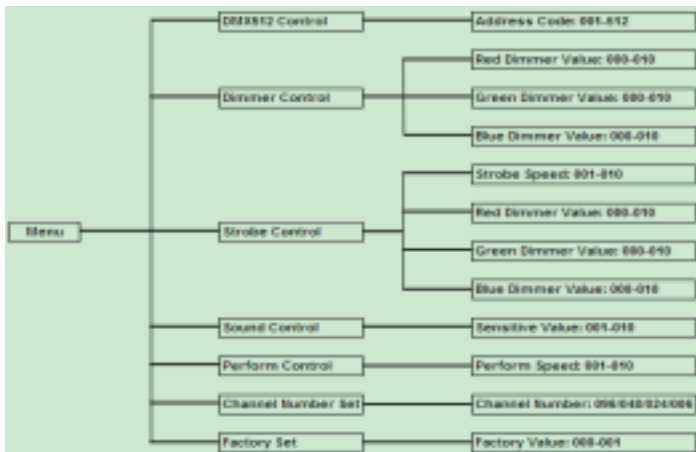 DMX512 Control
Address Code: 001-512
Red Dimmer Value: 000-010
Dimmer Control
Green Dimmer Value: 000-010
Blue Dimmer Value: 000-010
Strobe Speed: 001-010
Red Dimmer Value: 000-010
Menu
Strobe Control
Green Dimmer Value: 000-010
Blue Dimmer Value: 000-010
Sound Control
Sensitive Value: 001-010
Perform Control
Perform Speed: 001-010
Channel Number Set
Channel Number: 096/048/024/006
Factory Set
Factory Value: 000-001